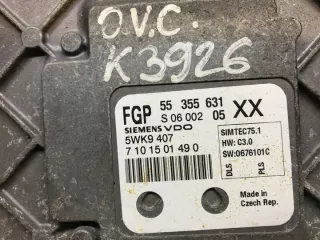 O.V.C.
K3926
FGP 55 355 631 XX
S 06 002 05
SIEMENS VDO
5WK9 407
7 10 15 01 49 0
SIMTEC75.1
HW: C3.0
SW:0676101C
DLS
PLS
Made in
Czech Rep.